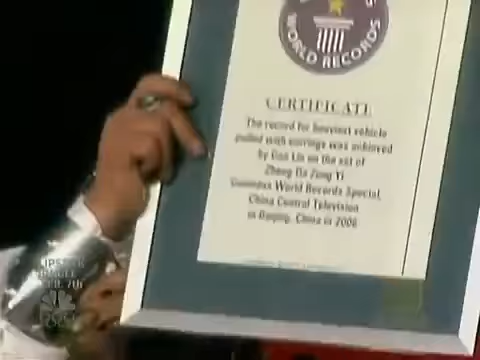 WORLD RECORDS
CERTIFICATE
The record for heaviest vehicle
pulled with earrings was achieved
by Gao Lin on the set of
Zheng Da Zong Yi
Guinness World Records Special,
China Central Television
in Beijing, China in 2006